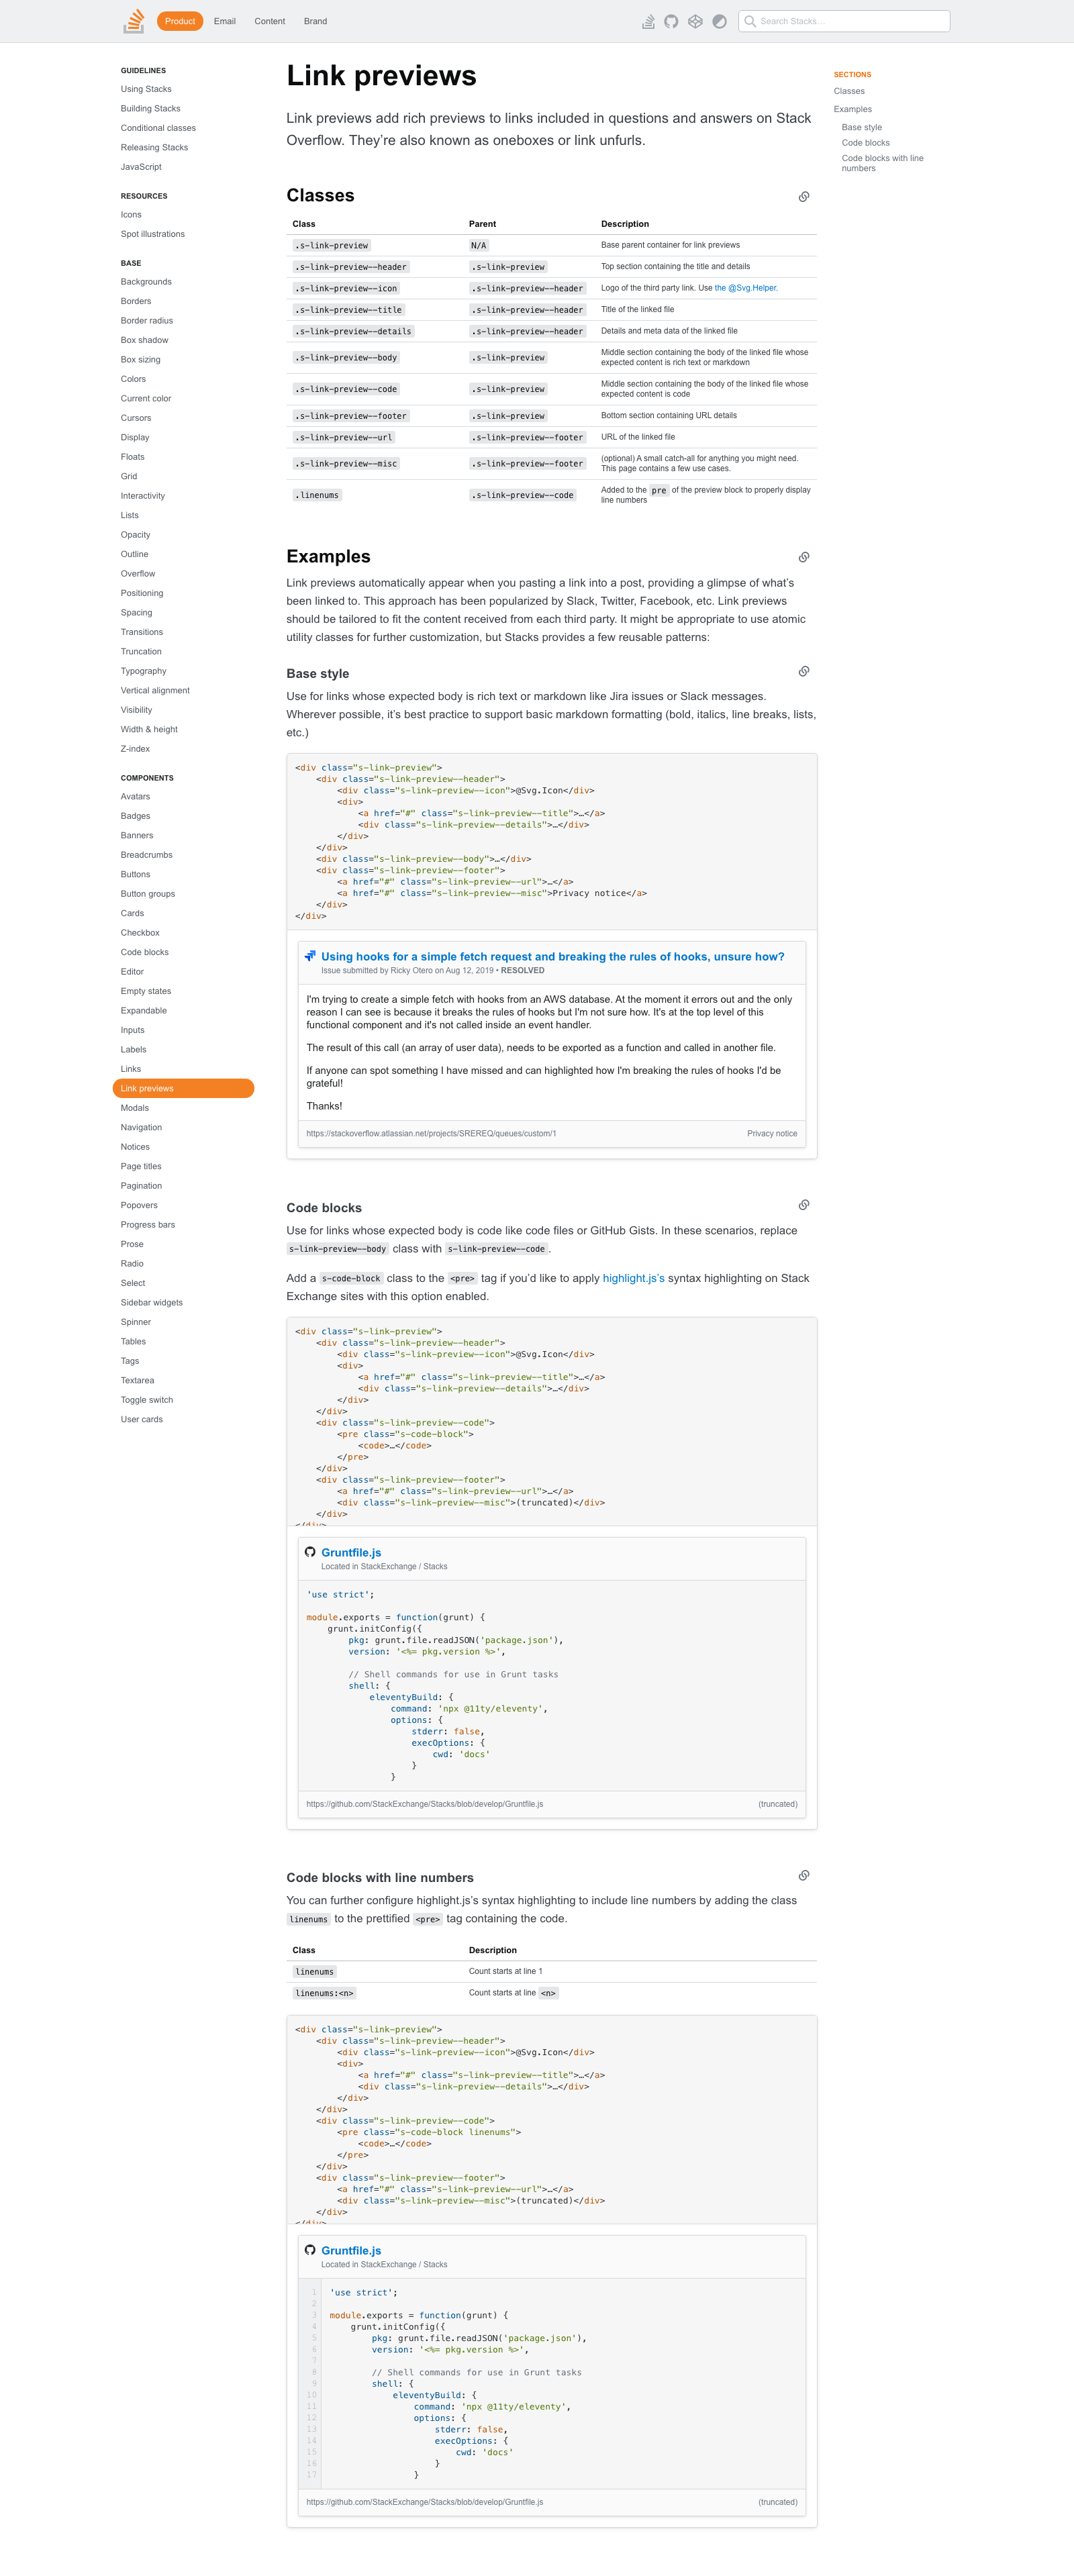 Product Email Content Brand Search Stacks…
GUIDELINES
Using Stacks
Building Stacks
Conditional classes
Releasing Stacks
JavaScript
RESOURCES
Icons
Spot illustrations
BASE
Backgrounds
Borders
Border radius
Box shadow
Box sizing
Colors
Current color
Cursors
Display
Floats
Grid
Interactivity
Lists
Opacity
Outline
Overflow
Positioning
Spacing
Transitions
Truncation
Typography
Vertical alignment
Visibility
Width & height
Z-index
COMPONENTS
Avatars
Badges
Banners
Breadcrumbs
Buttons
Button groups
Cards
Checkbox
Code blocks
Editor
Empty states
Expandable
Inputs
Labels
Links
Link previews
Modals
Navigation
Notices
Page titles
Pagination
Popovers
Progress bars
Prose
Radio
Select
Sidebar widgets
Spinner
Tables
Tags
Textarea
Toggle switch
User cards
Link previews
Link previews add rich previews to links included in questions and answers on Stack
Overflow. They’re also known as oneboxes or link unfurls.
Classes
Class Parent Description
.s-link-preview N/A Base parent container for link previews
.s-link-preview--header .s-link-preview Top section containing the title and details
.s-link-preview--icon .s-link-preview--header Logo of the third party link. Use the @Svg.Helper.
.s-link-preview--title .s-link-preview--header Title of the linked file
.s-link-preview--details .s-link-preview--header Details and meta data of the linked file
.s-link-preview--body .s-link-preview Middle section containing the body of the linked file whose
expected content is rich text or markdown
.s-link-preview--code .s-link-preview Middle section containing the body of the linked file whose
expected content is code
.s-link-preview--footer .s-link-preview Bottom section containing URL details
.s-link-preview--url .s-link-preview--footer URL of the linked file
.s-link-preview--misc .s-link-preview--footer (optional) A small catch-all for anything you might need.
This page contains a few use cases.
.linenums .s-link-preview--code Added to the pre of the preview block to properly display
line numbers
Examples
Link previews automatically appear when you pasting a link into a post, providing a glimpse of what’s
been linked to. This approach has been popularized by Slack, Twitter, Facebook, etc. Link previews
should be tailored to fit the content received from each third party. It might be appropriate to use atomic
utility classes for further customization, but Stacks provides a few reusable patterns:
Base style
Use for links whose expected body is rich text or markdown like Jira issues or Slack messages.
Wherever possible, it’s best practice to support basic markdown formatting (bold, italics, line breaks, lists,
etc.)
<div class="s-link-preview">
<div class="s-link-preview--header">
<div class="s-link-preview--icon">@Svg.Icon</div>
<div>
<a href="#" class="s-link-preview--title">…</a>
<div class="s-link-preview--details">…</div>
</div>
</div>
<div class="s-link-preview--body">…</div>
<div class="s-link-preview--footer">
<a href="#" class="s-link-preview--url">…</a>
<a href="#" class="s-link-preview--misc">Privacy notice</a>
</div>
</div>
Using hooks for a simple fetch request and breaking the rules of hooks, unsure how?
Issue submitted by Ricky Otero on Aug 12, 2019 • RESOLVED
I'm trying to create a simple fetch with hooks from an AWS database. At the moment it errors out and the only
reason I can see is because it breaks the rules of hooks but I'm not sure how. It's at the top level of this
functional component and it's not called inside an event handler.
The result of this call (an array of user data), needs to be exported as a function and called in another file.
If anyone can spot something I have missed and can highlighted how I'm breaking the rules of hooks I'd be
grateful!
Thanks!
https://stackoverflow.atlassian.net/projects/SREREQ/queues/custom/1 Privacy notice
Code blocks
Use for links whose expected body is code like code files or GitHub Gists. In these scenarios, replace
s-link-preview--body class with s-link-preview--code.
Add a s-code-block class to the <pre> tag if you’d like to apply highlight.js’s syntax highlighting on Stack
Exchange sites with this option enabled.
<div class="s-link-preview">
<div class="s-link-preview--header">
<div class="s-link-preview--icon">@Svg.Icon</div>
<div>
<a href="#" class="s-link-preview--title">…</a>
<div class="s-link-preview--details">…</div>
</div>
</div>
<div class="s-link-preview--code">
<pre class="s-code-block">
<code>…</code>
</pre>
</div>
<div class="s-link-preview--footer">
<a href="#" class="s-link-preview--url">…</a>
<div class="s-link-preview--misc">(truncated)</div>
</div>
</div>
Gruntfile.js
Located in StackExchange / Stacks
'use strict';
module.exports = function(grunt) {
grunt.initConfig({
pkg: grunt.file.readJSON('package.json'),
version: '<%= pkg.version %>',
// Shell commands for use in Grunt tasks
shell: {
eleventyBuild: {
command: 'npx @11ty/eleventy',
options: {
stderr: false,
execOptions: {
cwd: 'docs'
}
}
https://github.com/StackExchange/Stacks/blob/develop/Gruntfile.js (truncated)
Code blocks with line numbers
You can further configure highlight.js’s syntax highlighting to include line numbers by adding the class
linenums to the prettified <pre> tag containing the code.
Class Description
linenums Count starts at line 1
linenums:<n> Count starts at line <n>
<div class="s-link-preview">
<div class="s-link-preview--header">
<div class="s-link-preview--icon">@Svg.Icon</div>
<div>
<a href="#" class="s-link-preview--title">…</a>
<div class="s-link-preview--details">…</div>
</div>
</div>
<div class="s-link-preview--code">
<pre class="s-code-block linenums">
<code>…</code>
</pre>
</div>
<div class="s-link-preview--footer">
<a href="#" class="s-link-preview--url">…</a>
<div class="s-link-preview--misc">(truncated)</div>
</div>
</div>
Gruntfile.js
Located in StackExchange / Stacks
1 'use strict';
2
3 module.exports = function(grunt) {
4 grunt.initConfig({
5 pkg: grunt.file.readJSON('package.json'),
6 version: '<%= pkg.version %>',
7
8 // Shell commands for use in Grunt tasks
9 shell: {
10 eleventyBuild: {
11 command: 'npx @11ty/eleventy',
12 options: {
13 stderr: false,
14 execOptions: {
15 cwd: 'docs'
16 }
17 }
https://github.com/StackExchange/Stacks/blob/develop/Gruntfile.js (truncated)
SECTIONS
Classes
Examples
Base style
Code blocks
Code blocks with line
numbers